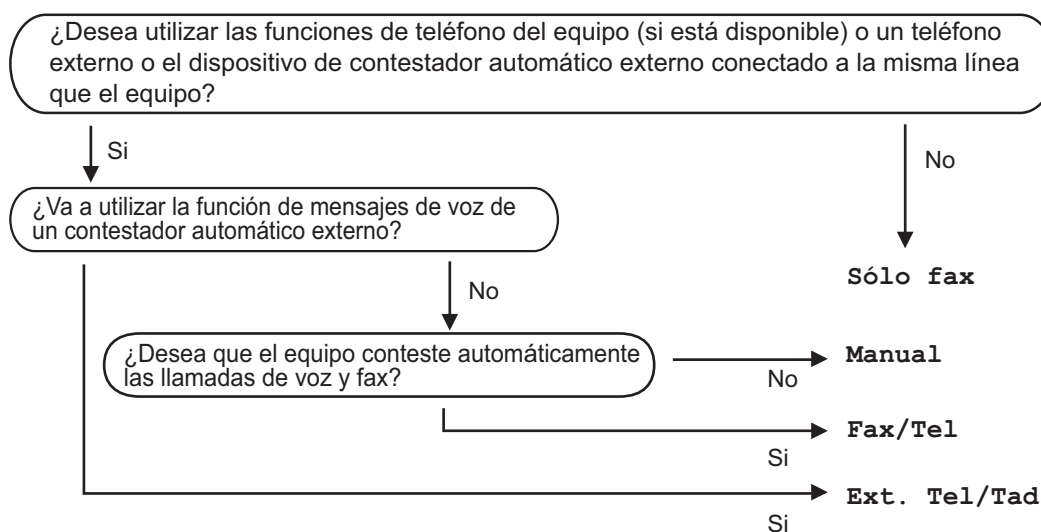 ¿Desea utilizar las funciones de teléfono del equipo (si está disponible) o un teléfono
externo o el dispositivo de contestador automático externo conectado a la misma línea
que el equipo?
Si
No
¿Va a utilizar la función de mensajes de voz de
un contestador automático externo?
Sólo fax
No
¿Desea que el equipo conteste automáticamente
las llamadas de voz y fax?
No
Manual
Si
Fax/Tel
Si
Ext. Tel/Tad